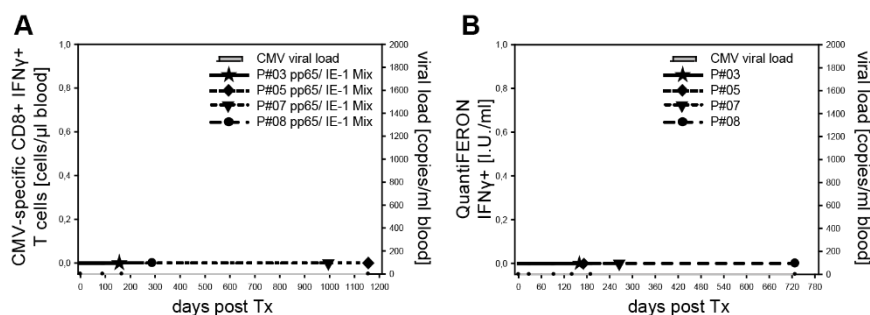 A
CMV-specific CD8+ IFNγ+
T cells [cells/µl blood]
1,0
0,8
0,6
0,4
0,2
0,0
CMV viral load
P#03 pp65/ IE-1 Mix
P#05 pp65/ IE-1 Mix
P#07 pp65/ IE-1 Mix
P#08 pp65/ IE-1 Mix
2000
1800
1600
1400
1200
1000
800
600
400
200
0
viral load [copies/ml blood]
0 100 200 300 400 500 600 700 800 900 1000 1100 1200
days post Tx
B
QuantiFERON
IFNγ+ [I.U./ml]
1,0
0,8
0,6
0,4
0,2
0,0
CMV viral load
P#03
P#05
P#07
P#08
2000
1800
1600
1400
1200
1000
800
600
400
200
0
viral load [copies/ml blood]
0 60 120 180 240 300 360 420 480 540 600 660 720 780
days post Tx